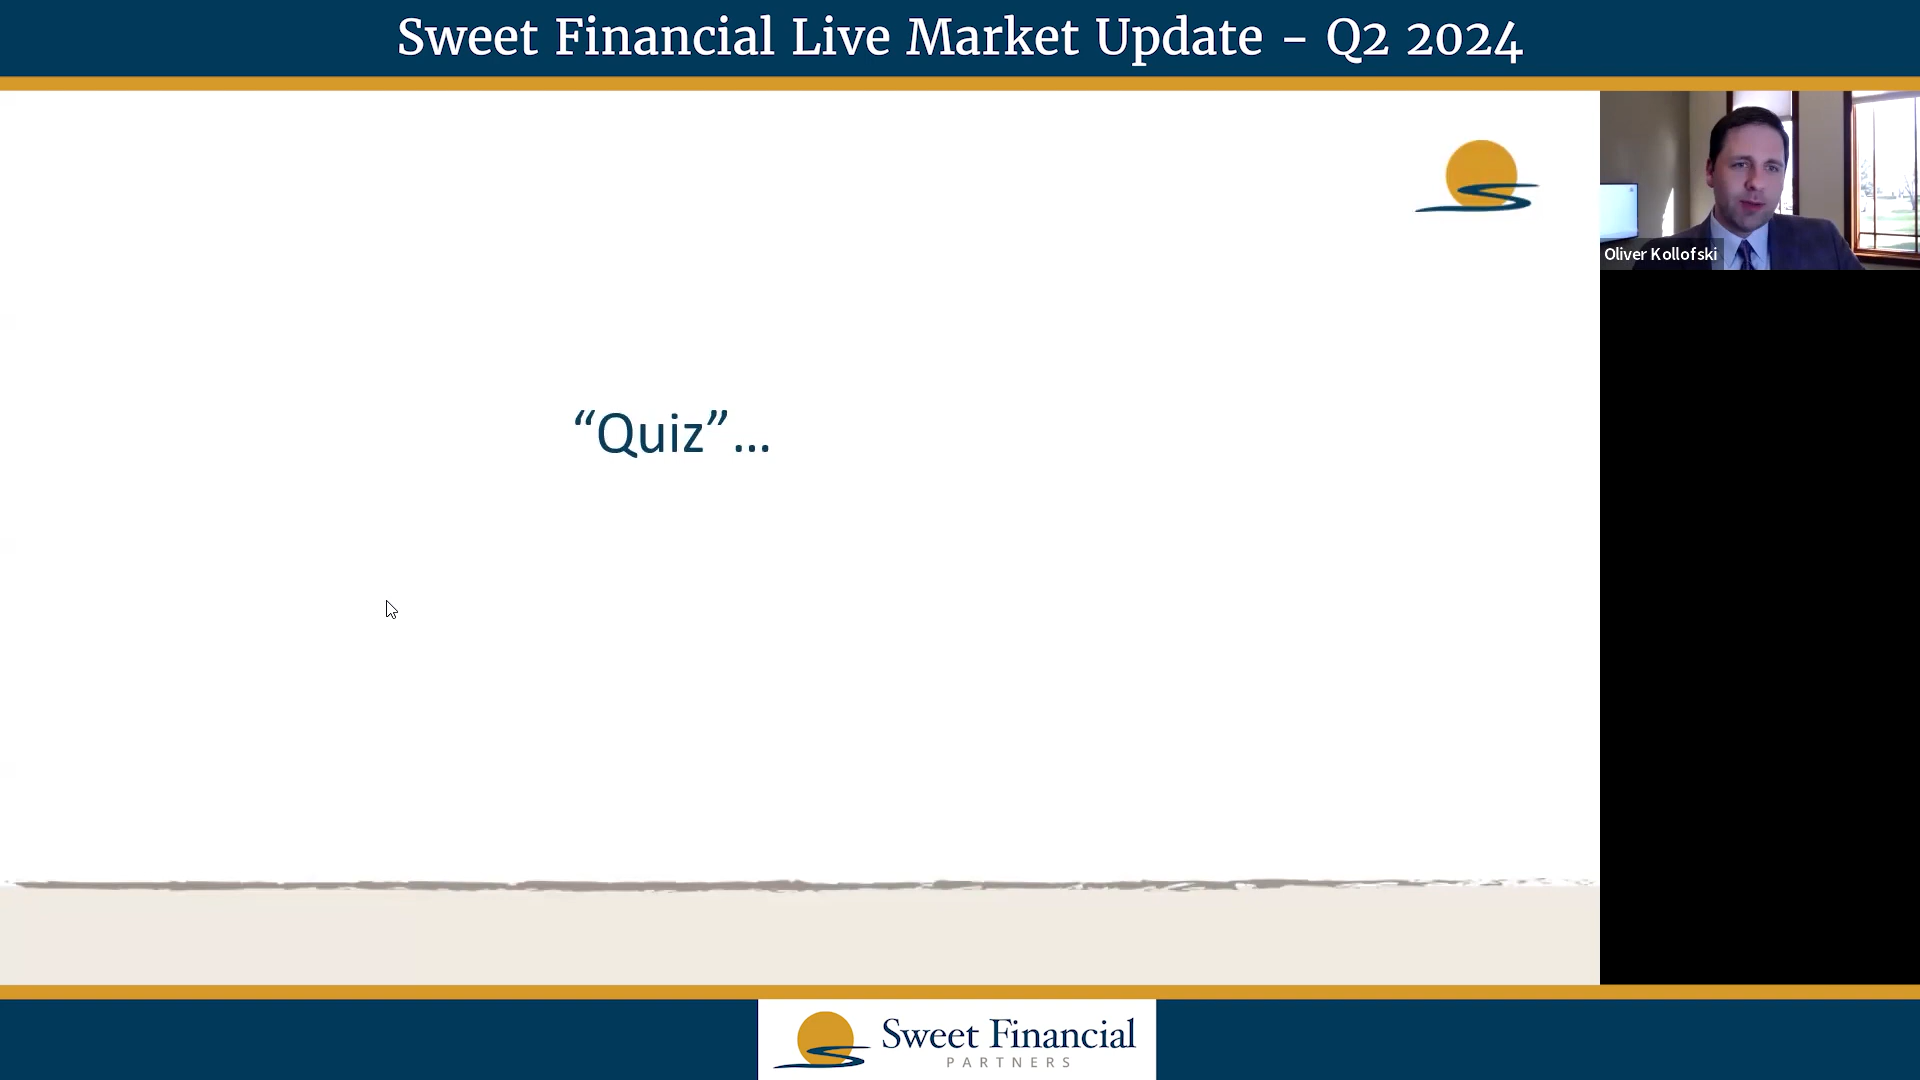 Sweet Financial Live Market Update - Q2 2024
Oliver Kollofski
“Quiz”...
Sweet Financial
PARTNERS